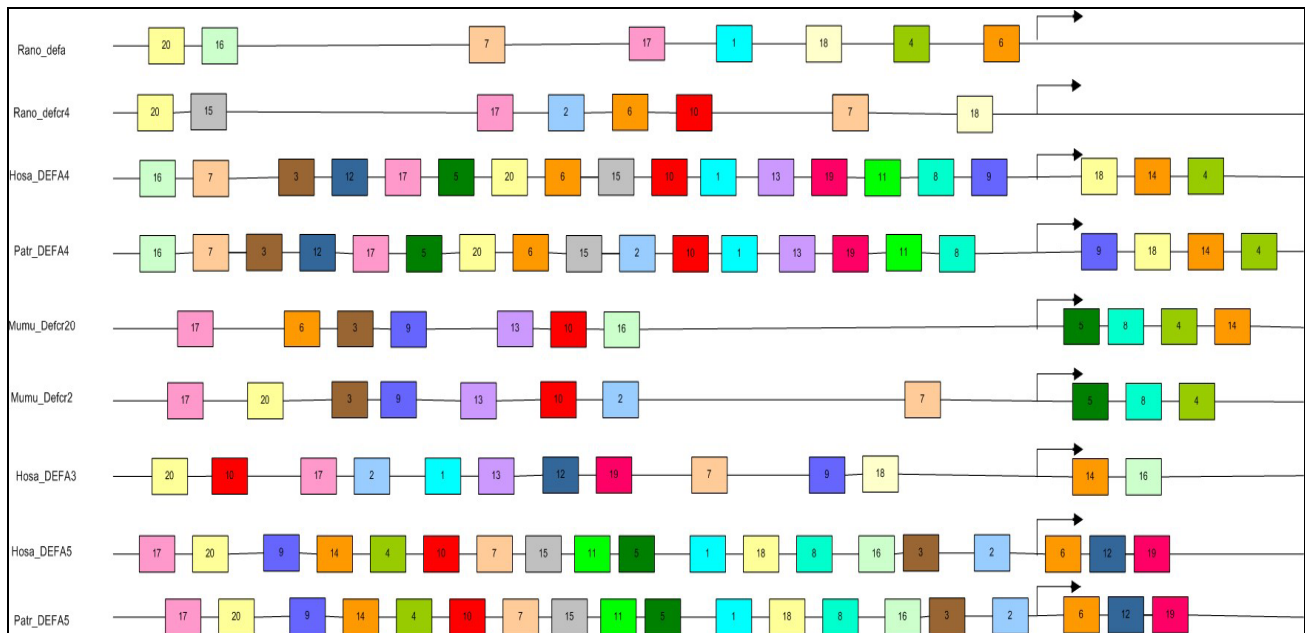 Rano_defa 20 16 7 17 1 18 4 6
Rano_defcr4 20 15 17 2 6 10 7 18
Hosa_DEFA4 16 7 3 12 17 5 20 6 15 10 1 13 19 11 8 9 18 14 4
Patr_DEFA4 16 7 3 12 17 5 20 6 15 2 10 1 13 19 11 8 9 18 14 4
Mumu_Defcr20 17 6 3 9 13 10 16 5 8 4 14
Mumu_Defcr2 17 20 3 9 13 10 2 7 5 8 4
Hosa_DEFA3 20 10 17 2 1 13 12 19 7 9 18 14 16
Hosa_DEFA5 17 20 9 14 4 10 7 15 11 5 1 18 8 16 3 2 6 12 19
Patr_DEFA5 17 20 9 14 4 10 7 15 11 5 1 18 8 16 3 2 6 12 19